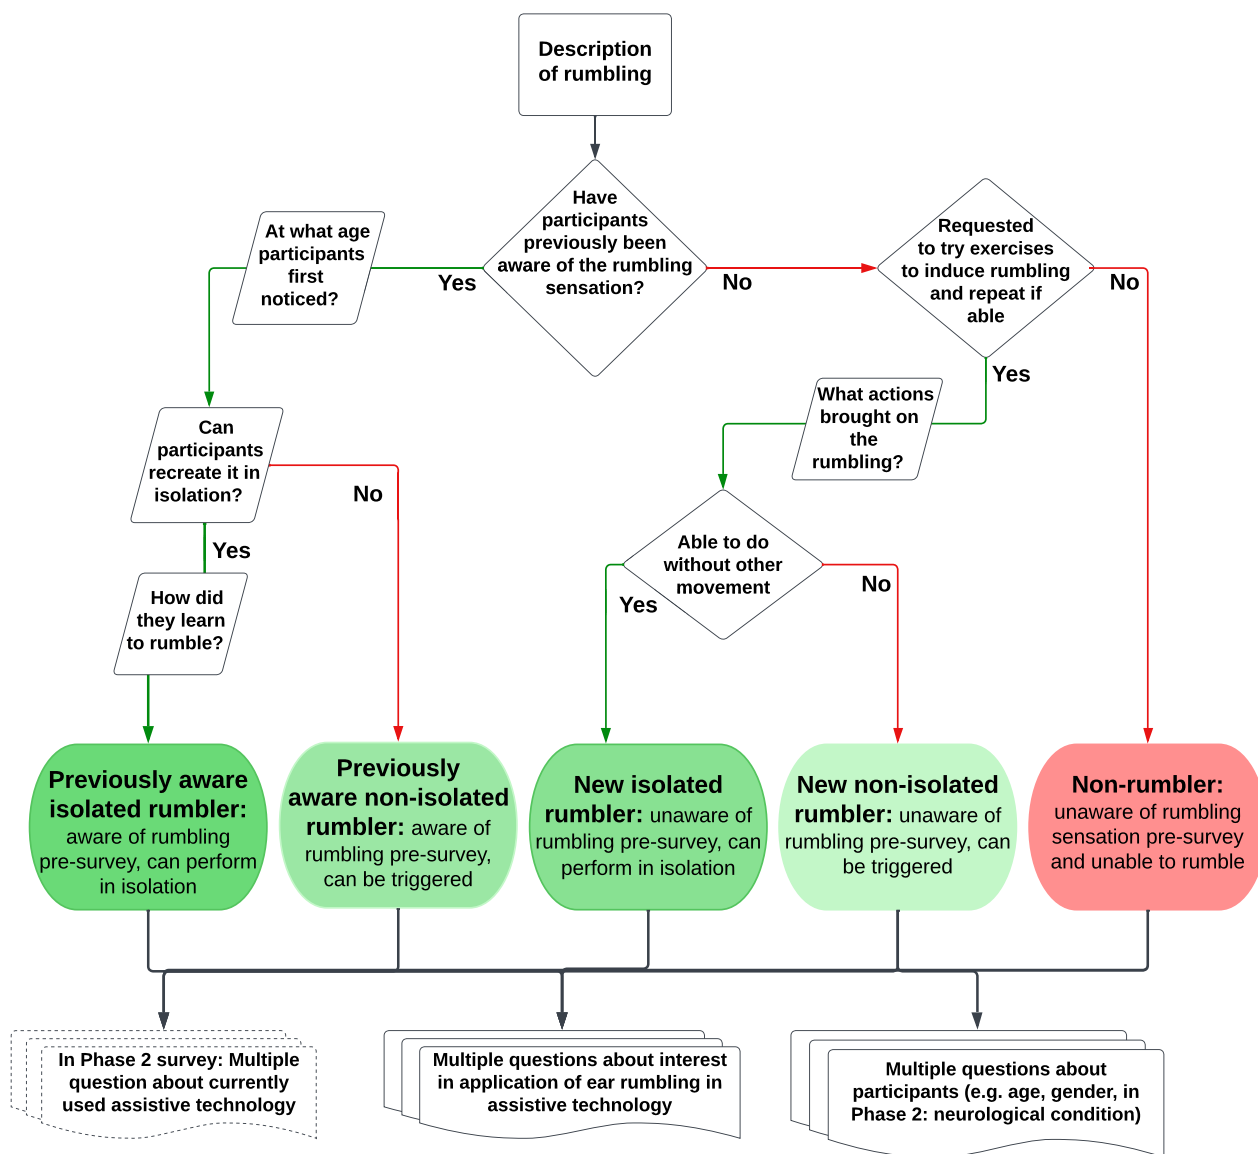 Description
of rumbling
Have
participants
previously been
aware of the rumbling
sensation?
Yes
No
At what age
participants
first
noticed?
Requested
to try exercises
to induce rumbling
and repeat if
able
No
Yes
What actions
brought on
the
rumbling?
Can
participants
recreate it in
isolation?
No
Yes
Able to do
without other
movement
Yes
No
How did
they learn
to rumble?
Previously aware
isolated rumbler:
aware of rumbling
pre-survey, can perform
in isolation
Previously
aware non-isolated
rumbler: aware of
rumbling pre-survey,
can be triggered
New isolated
rumbler: unaware of
rumbling pre-survey, can
perform in isolation
New non-isolated
rumbler: unaware of
rumbling pre-survey, can
be triggered
Non-rumbler:
unaware of rumbling
sensation pre-survey
and unable to rumble
In Phase 2 survey: Multiple
question about currently
used assistive technology
Multiple questions about interest
in application of ear rumbling in
assistive technology
Multiple questions about
participants (e.g. age, gender, in
Phase 2: neurological condition)